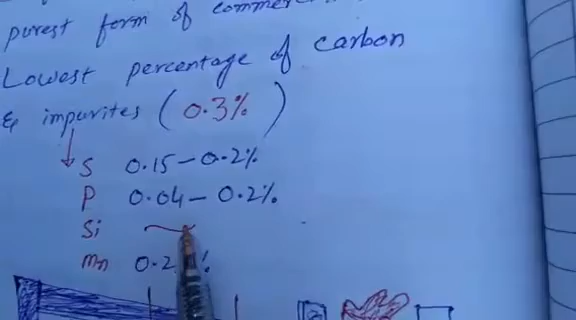 purest form of
Lowest percentage of carbon
& impurites (0.3%)
S 0.15 - 0.2%
P 0.04 - 0.2%
Si
Mn 0.2 %